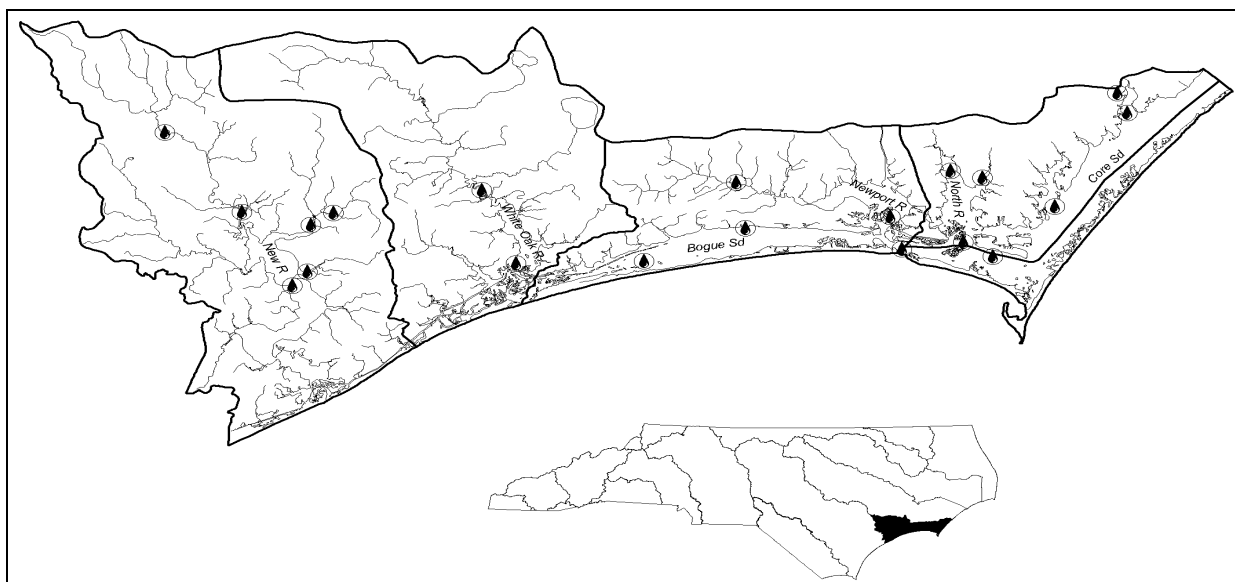 New R
White Oak R
Bogue Sd
Newport R
North R
Core Sd